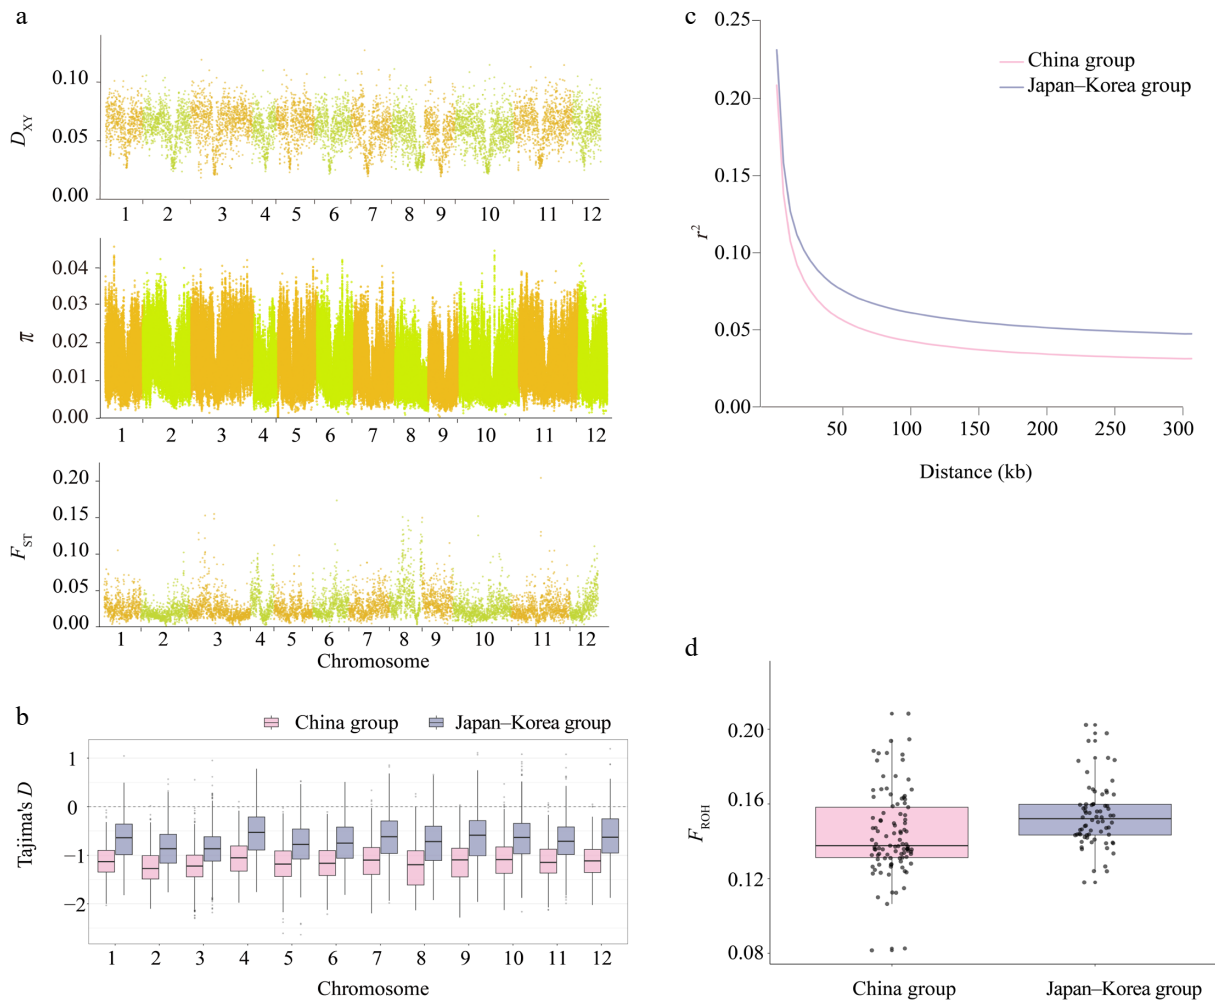 a
D_XY
0.10
0.05
0.00
1 2 3 4 5 6 7 8 9 10 11 12
π
0.04
0.03
0.02
0.01
0.00
1 2 3 4 5 6 7 8 9 10 11 12
F_ST
0.20
0.15
0.10
0.05
0.00
1 2 3 4 5 6 7 8 9 10 11 12
Chromosome
b
China group Japan–Korea group
Tajima's D
1
0
−1
−2
1 2 3 4 5 6 7 8 9 10 11 12
Chromosome
c
China group
Japan–Korea group
r²
0.25
0.20
0.15
0.10
0.05
0.00
50 100 150 200 250 300
Distance (kb)
d
F_ROH
0.20
0.16
0.12
0.08
China group Japan–Korea group